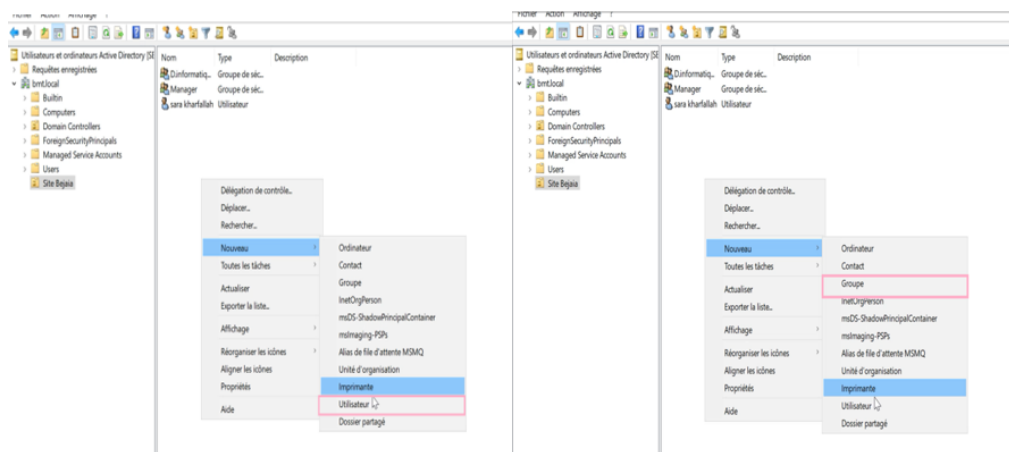 Fichier Action Affichage ?
Utilisateurs et ordinateurs Active Directory [SE
Requêtes enregistrées
bmt.local
Builtin
Computers
Domain Controllers
ForeignSecurityPrincipals
Managed Service Accounts
Users
Site Bejaia
Nom Type Description
D.informatiq... Groupe de séc...
Manager Groupe de séc...
sara kharfallah Utilisateur
Délégation de contrôle...
Déplacer...
Rechercher...
Nouveau
Toutes les tâches
Actualiser
Exporter la liste...
Affichage
Réorganiser les icônes
Aligner les icônes
Propriétés
Aide
Ordinateur
Contact
Groupe
InetOrgPerson
msDS-ShadowPrincipalContainer
msImaging-PSPs
Alias de file d'attente MSMQ
Unité d'organisation
Imprimante
Utilisateur
Dossier partagé
Fichier Action Affichage ?
Utilisateurs et ordinateurs Active Directory [SE
Requêtes enregistrées
bmt.local
Builtin
Computers
Domain Controllers
ForeignSecurityPrincipals
Managed Service Accounts
Users
Site Bejaia
Nom Type Description
D.informatiq... Groupe de séc...
Manager Groupe de séc...
sara kharfallah Utilisateur
Délégation de contrôle...
Déplacer...
Rechercher...
Nouveau
Toutes les tâches
Actualiser
Exporter la liste...
Affichage
Réorganiser les icônes
Aligner les icônes
Propriétés
Aide
Ordinateur
Contact
Groupe
InetOrgPerson
msDS-ShadowPrincipalContainer
msImaging-PSPs
Alias de file d'attente MSMQ
Unité d'organisation
Imprimante
Utilisateur
Dossier partagé